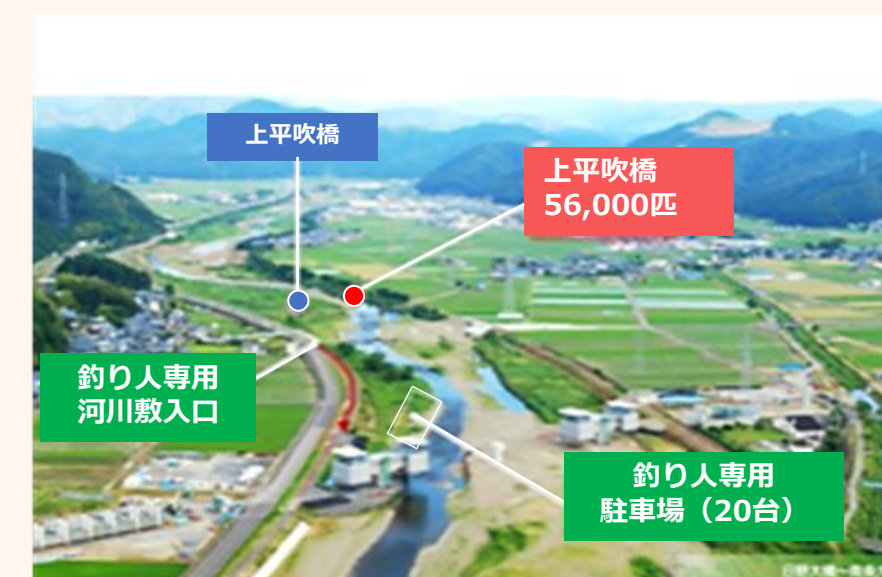 上平吹橋
上平吹橋
56,000匹
釣り人専用
河川敷入口
釣り人専用
駐車場（20台）